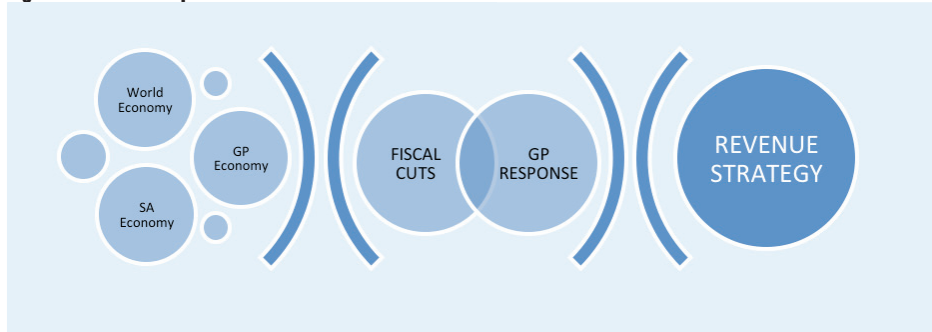 World
Economy
GP
Economy
SA
Economy
FISCAL
CUTS
GP
RESPONSE
REVENUE
STRATEGY